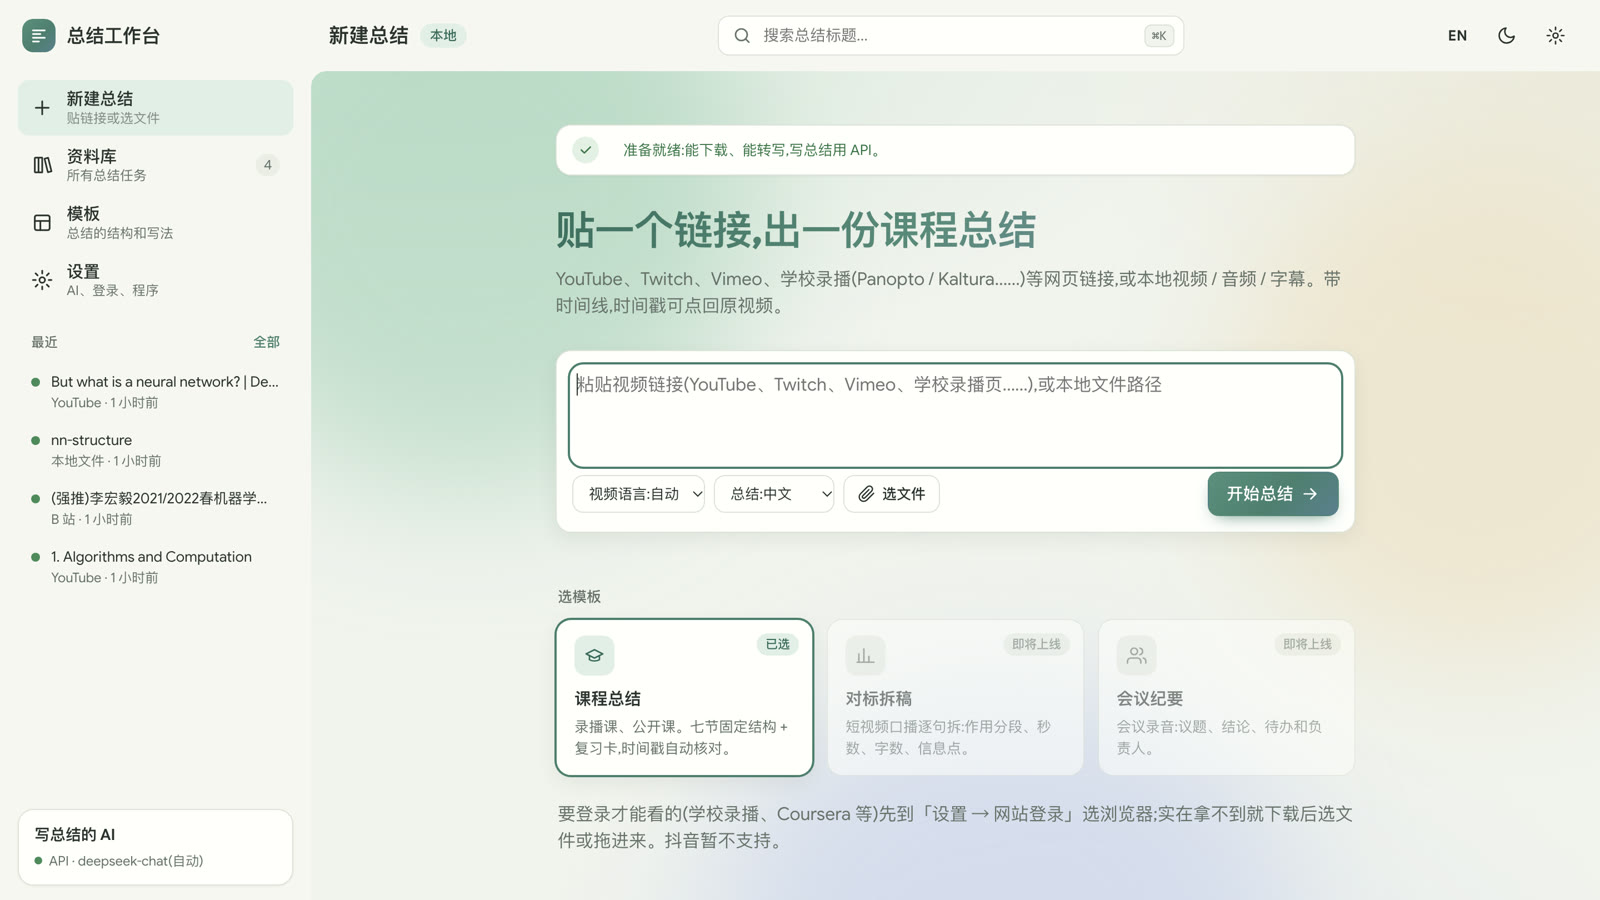 总结工作台
新建总结
本地
搜索总结标题...
⌘K
EN
新建总结
贴链接或选文件
资料库
所有总结任务
4
模板
总结的结构和写法
设置
AI、登录、程序
最近
全部
But what is a neural network? | De...
YouTube · 1 小时前
nn-structure
本地文件 · 1 小时前
(强推)李宏毅2021/2022春机器学...
B 站 · 1 小时前
1. Algorithms and Computation
YouTube · 1 小时前
写总结的 AI
API · deepseek-chat(自动)
准备就绪:能下载、能转写,写总结用 API。
贴一个链接,出一份课程总结
YouTube、Twitch、Vimeo、学校录播(Panopto / Kaltura......)等网页链接,或本地视频 / 音频 / 字幕。带
时间线,时间戳可点回原视频。
粘贴视频链接(YouTube、Twitch、Vimeo、学校录播页......),或本地文件路径
视频语言:自动
总结:中文
选文件
开始总结 →
选模板
已选
课程总结
录播课、公开课。七节固定结构 +
复习卡,时间戳自动核对。
即将上线
对标拆稿
短视频口播逐句拆:作用分段、秒
数、字数、信息点。
即将上线
会议纪要
会议录音:议题、结论、待办和负
责人。
要登录才能看的(学校录播、Coursera 等)先到「设置 → 网站登录」选浏览器;实在拿不到就下载后选文
件或拖进来。抖音暂不支持。